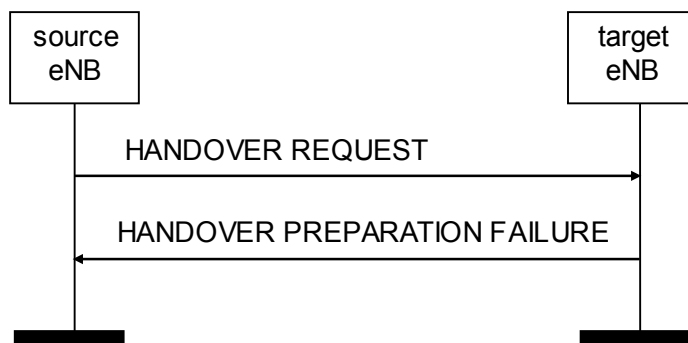 source
eNB
target
eNB
HANDOVER REQUEST
HANDOVER PREPARATION FAILURE